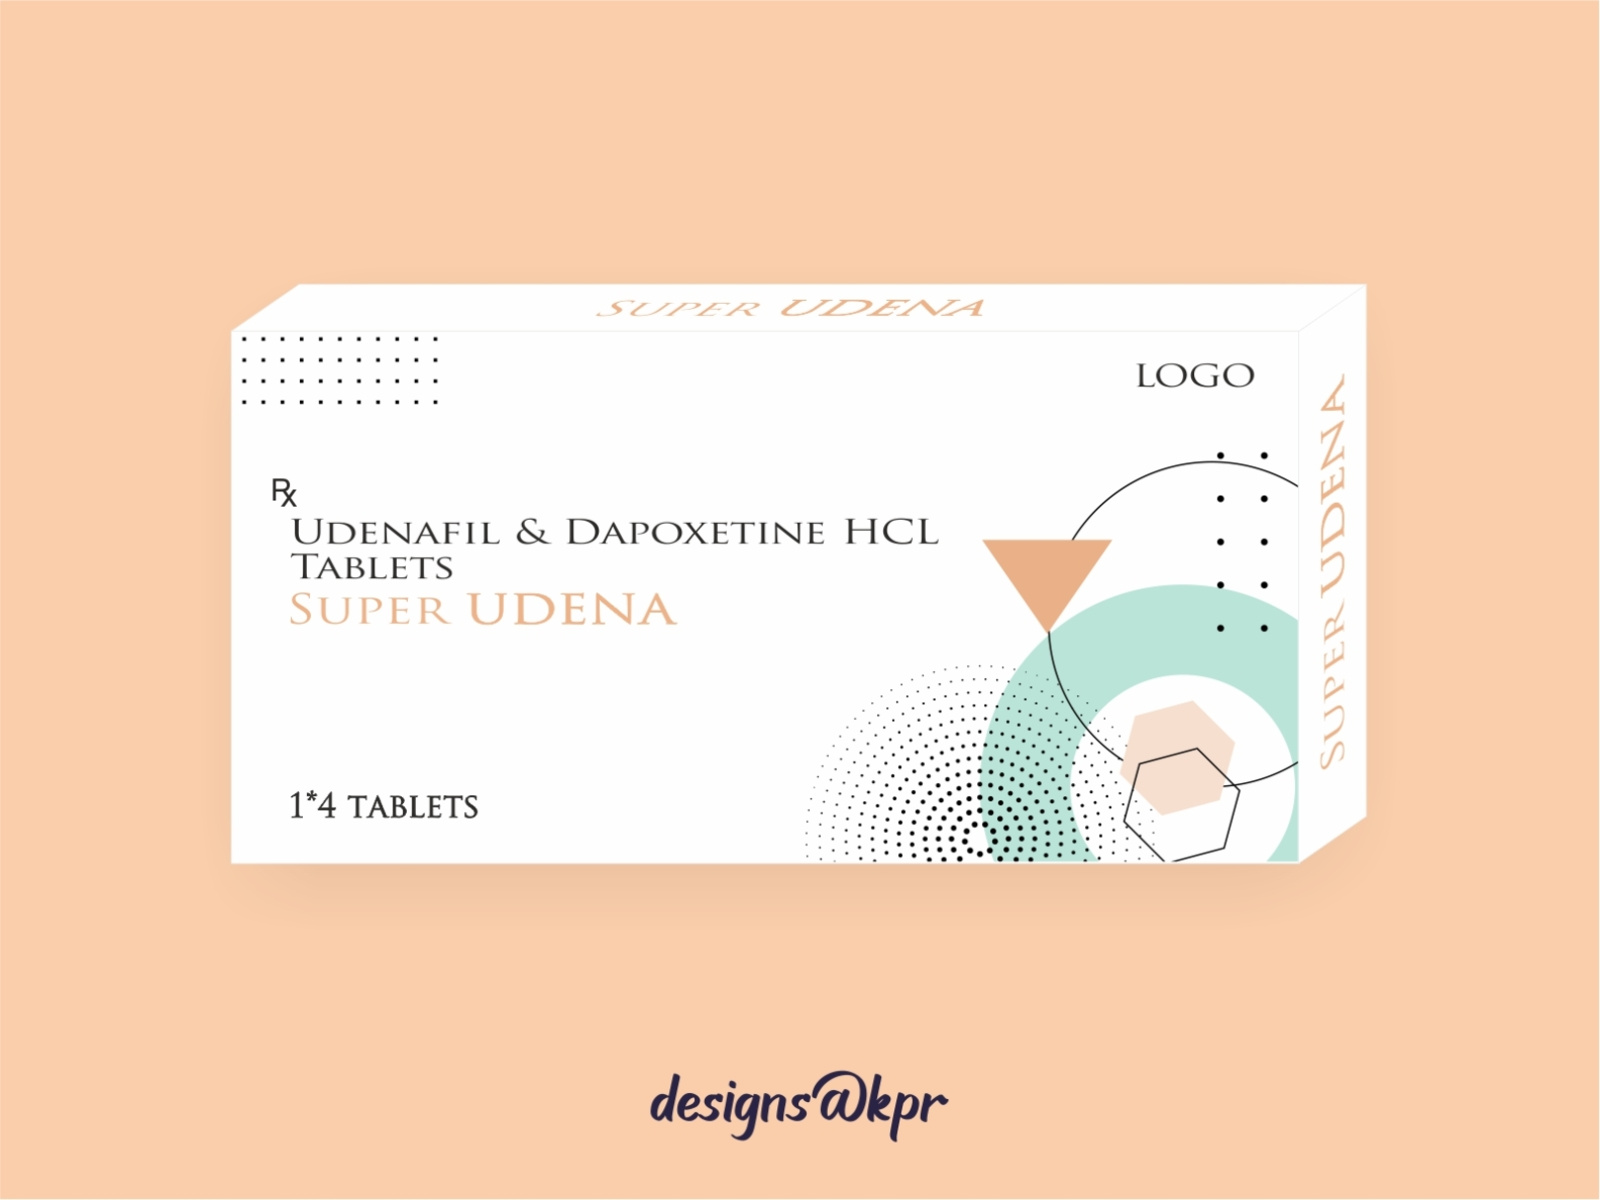 SUPER UDENA
LOGO
Rx
UDENAFIL & DAPOXETINE HCL
TABLETS
SUPER UDENA
1*4 TABLETS
SUPER UDENA
designs@kpr